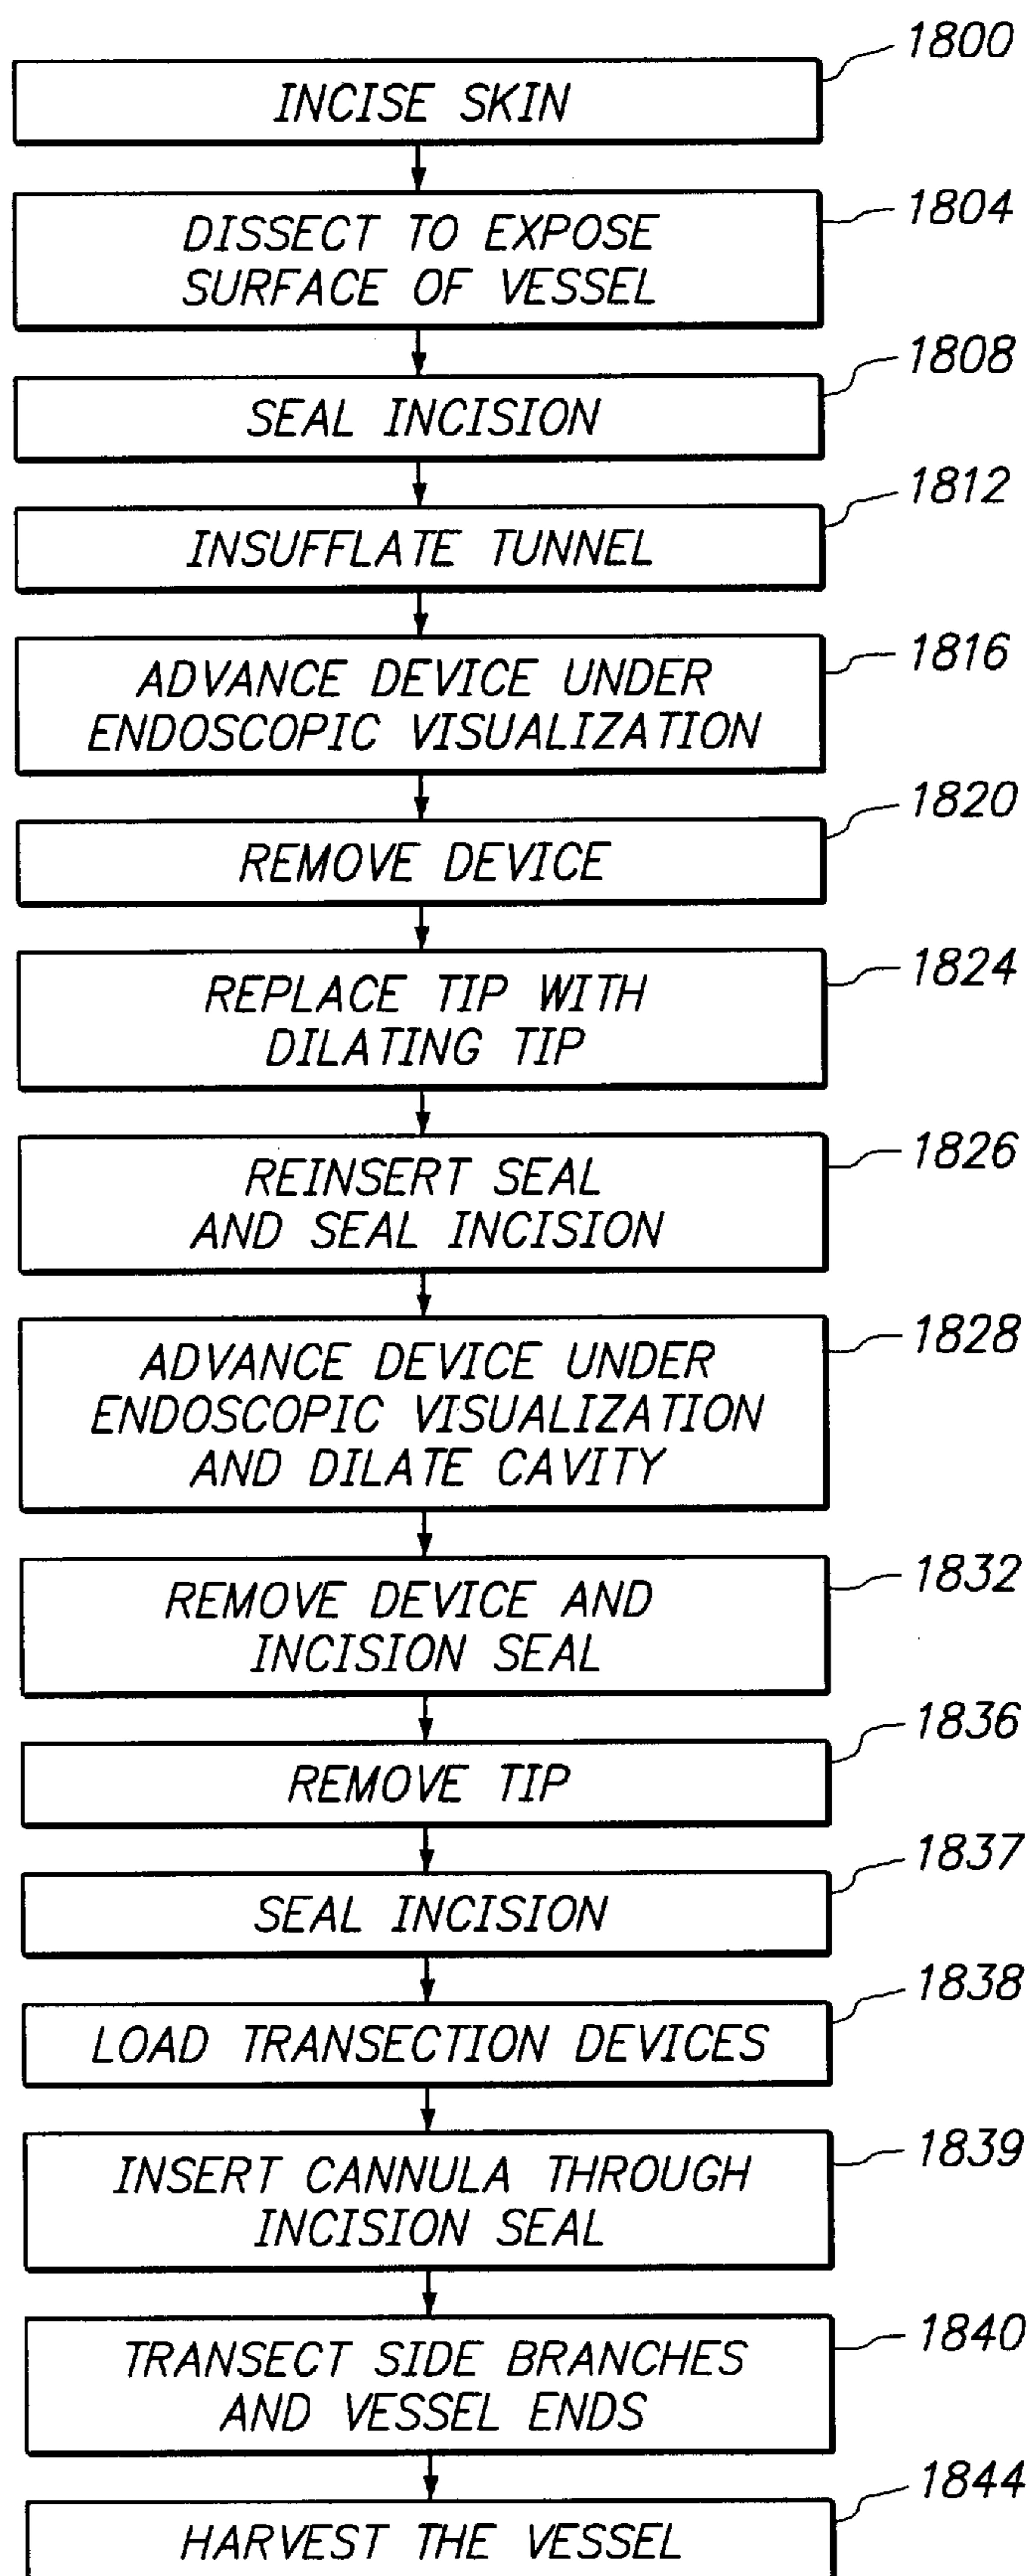 1800
INCISE SKIN
1804
DISSECT TO EXPOSE
SURFACE OF VESSEL
1808
SEAL INCISION
1812
INSUFFLATE TUNNEL
1816
ADVANCE DEVICE UNDER
ENDOSCOPIC VISUALIZATION
1820
REMOVE DEVICE
1824
REPLACE TIP WITH
DILATING TIP
1826
REINSERT SEAL
AND SEAL INCISION
1828
ADVANCE DEVICE UNDER
ENDOSCOPIC VISUALIZATION
AND DILATE CAVITY
1832
REMOVE DEVICE AND
INCISION SEAL
1836
REMOVE TIP
1837
SEAL INCISION
1838
LOAD TRANSECTION DEVICES
1839
INSERT CANNULA THROUGH
INCISION SEAL
1840
TRANSECT SIDE BRANCHES
AND VESSEL ENDS
1844
HARVEST THE VESSEL